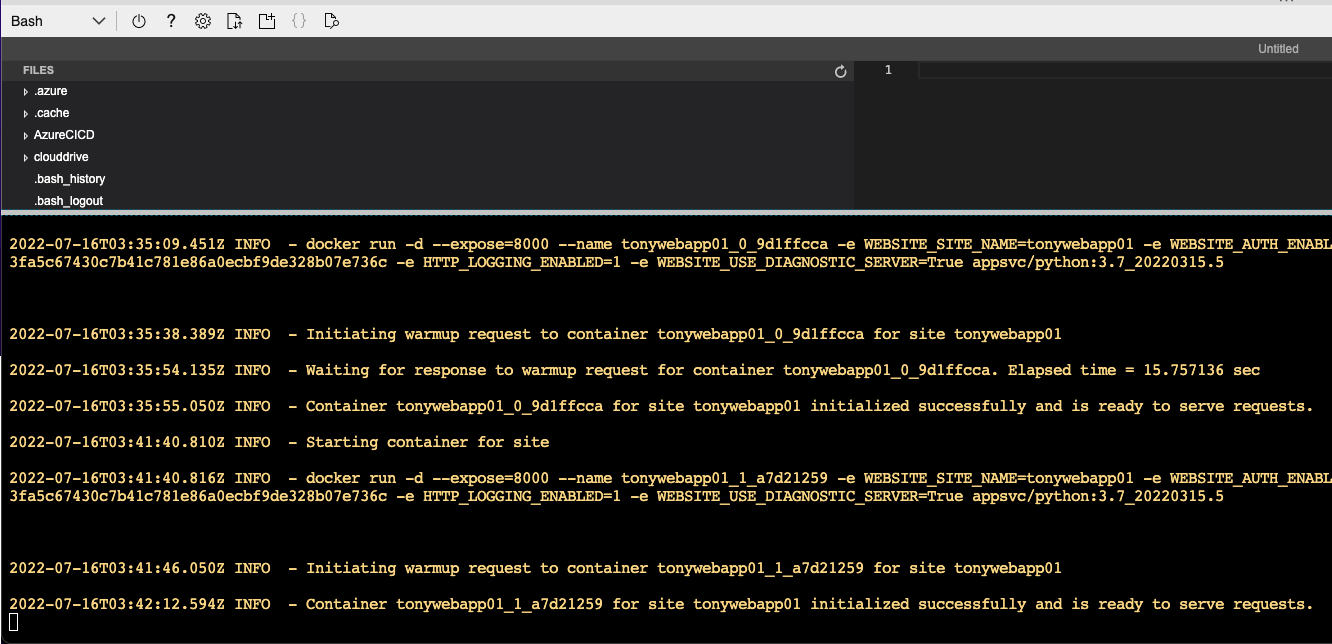 Bash
Untitled
FILES
1
.azure
.cache
AzureCICD
clouddrive
.bash_history
.bash_logout
2022-07-16T03:35:09.451Z INFO  - docker run -d --expose=8000 --name tonywebapp01_0_9d1ffcca -e WEBSITE_SITE_NAME=tonywebapp01 -e WEBSITE_AUTH_ENABL
3fa5c67430c7b41c781e86a0ecbf9de328b07e736c -e HTTP_LOGGING_ENABLED=1 -e WEBSITE_USE_DIAGNOSTIC_SERVER=True appsvc/python:3.7_20220315.5
2022-07-16T03:35:38.389Z INFO  - Initiating warmup request to container tonywebapp01_0_9d1ffcca for site tonywebapp01
2022-07-16T03:35:54.135Z INFO  - Waiting for response to warmup request for container tonywebapp01_0_9d1ffcca. Elapsed time = 15.757136 sec
2022-07-16T03:35:55.050Z INFO  - Container tonywebapp01_0_9d1ffcca for site tonywebapp01 initialized successfully and is ready to serve requests.
2022-07-16T03:41:40.810Z INFO  - Starting container for site
2022-07-16T03:41:40.816Z INFO  - docker run -d --expose=8000 --name tonywebapp01_1_a7d21259 -e WEBSITE_SITE_NAME=tonywebapp01 -e WEBSITE_AUTH_ENABL
3fa5c67430c7b41c781e86a0ecbf9de328b07e736c -e HTTP_LOGGING_ENABLED=1 -e WEBSITE_USE_DIAGNOSTIC_SERVER=True appsvc/python:3.7_20220315.5
2022-07-16T03:41:46.050Z INFO  - Initiating warmup request to container tonywebapp01_1_a7d21259 for site tonywebapp01
2022-07-16T03:42:12.594Z INFO  - Container tonywebapp01_1_a7d21259 for site tonywebapp01 initialized successfully and is ready to serve requests.